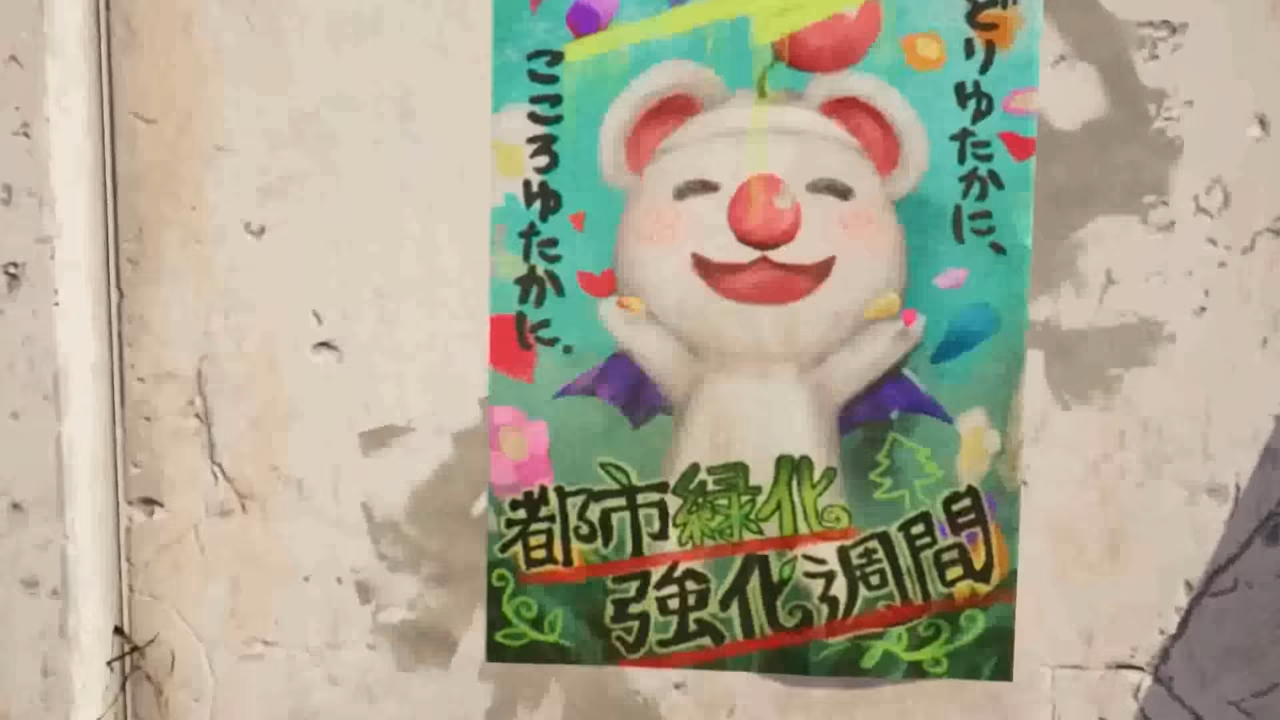 どりゆたかに、
こころゆたかに.
都市緑化
強化週間